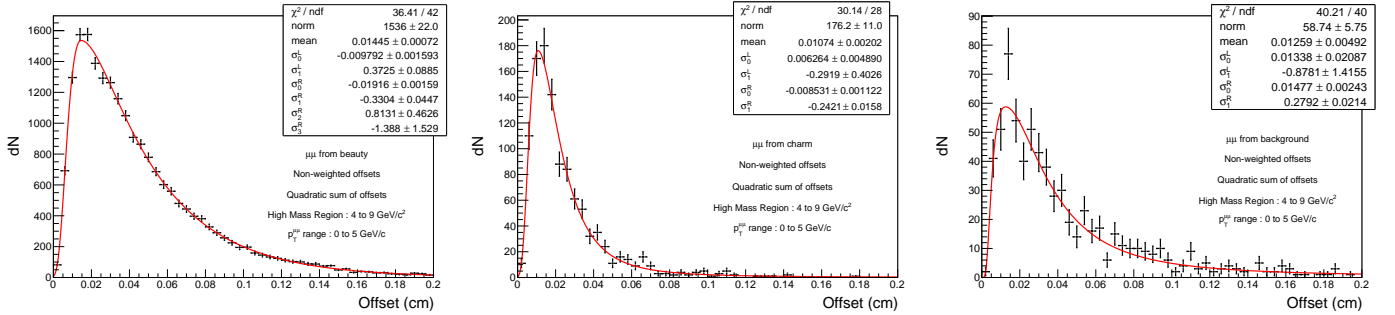 χ² / ndf 36.41 / 42
norm 1536 ± 22.0
mean 0.01445 ± 0.00072
σ₀ᴸ -0.009792 ± 0.001593
σ₁ᴸ 0.3725 ± 0.0885
σ₀ᴿ -0.01916 ± 0.00159
σ₁ᴿ -0.3304 ± 0.0447
σ₂ᴿ 0.8131 ± 0.4626
σ₃ᴿ -1.388 ± 1.529
μμ from beauty
Non-weighted offsets
Quadratic sum of offsets
High Mass Region : 4 to 9 GeV/c²
p_T^μμ range : 0 to 5 GeV/c
dN
1600
1400
1200
1000
800
600
400
200
0
0 0.02 0.04 0.06 0.08 0.1 0.12 0.14 0.16 0.18 0.2
Offset (cm)
χ² / ndf 30.14 / 28
norm 176.2 ± 11.0
mean 0.01074 ± 0.00202
σ₀ᴸ 0.006264 ± 0.004890
σ₁ᴸ -0.2919 ± 0.4026
σ₀ᴿ -0.008531 ± 0.001122
σ₁ᴿ -0.2421 ± 0.0158
μμ from charm
Non-weighted offsets
Quadratic sum of offsets
High Mass Region : 4 to 9 GeV/c²
p_T^μμ range : 0 to 5 GeV/c
dN
200
180
160
140
120
100
80
60
40
20
0
0 0.02 0.04 0.06 0.08 0.1 0.12 0.14 0.16 0.18 0.2
Offset (cm)
χ² / ndf 40.21 / 40
norm 58.74 ± 5.75
mean 0.01259 ± 0.00492
σ₀ᴸ 0.01338 ± 0.02087
σ₁ᴸ -0.8781 ± 1.4155
σ₀ᴿ 0.01477 ± 0.00243
σ₁ᴿ 0.2792 ± 0.0214
μμ from background
Non-weighted offsets
Quadratic sum of offsets
High Mass Region : 4 to 9 GeV/c²
p_T^μμ range : 0 to 5 GeV/c
dN
90
80
70
60
50
40
30
20
10
0
0 0.02 0.04 0.06 0.08 0.1 0.12 0.14 0.16 0.18 0.2
Offset (cm)